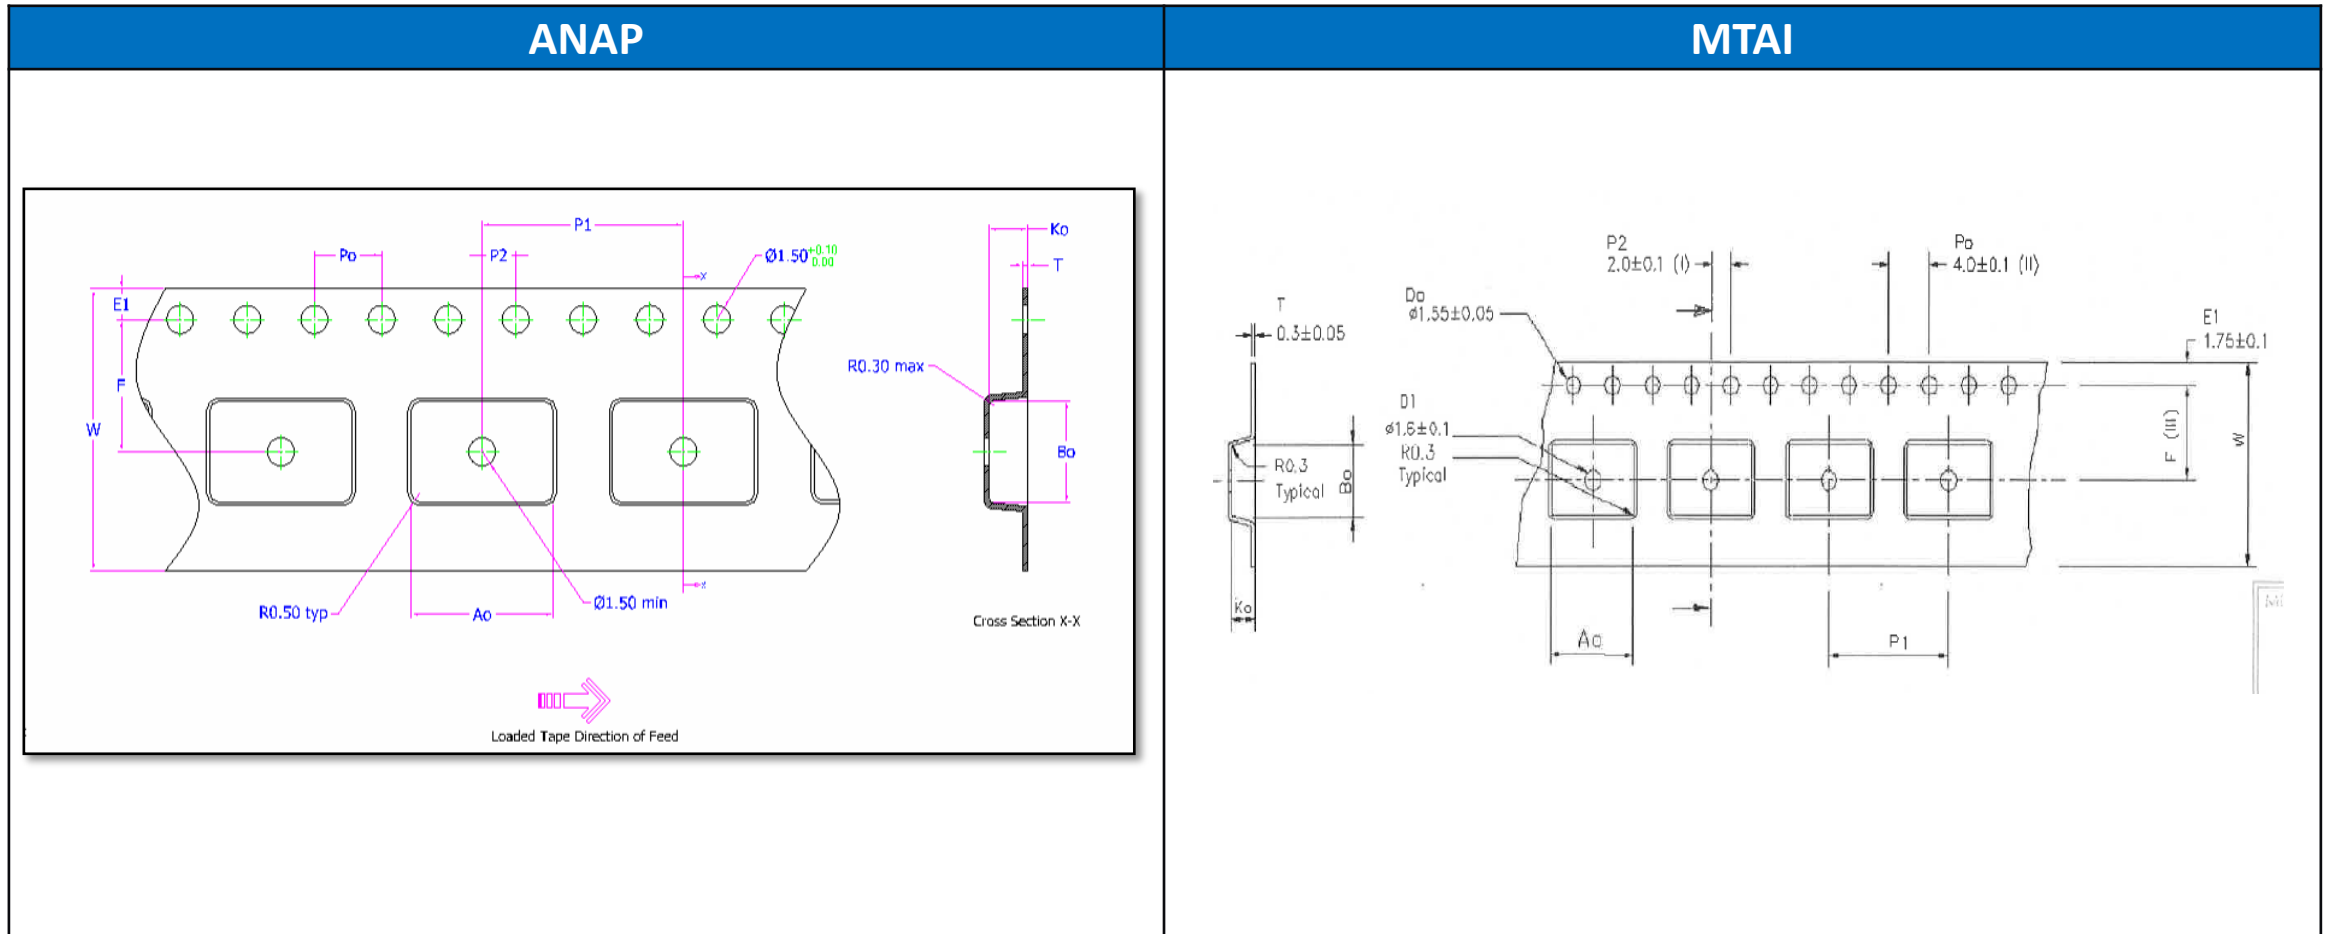 ANAP
MTAI
P1
Ko
Po
P2
Ø1.50 +0.10 0.00
T
x
E1
F
R0.30 max
W
Bo
x
Ø1.50 min
R0.50 typ
Ao
Cross Section X-X
Loaded Tape Direction of Feed
P2
2.0±0.1 (I)
Po
4.0±0.1 (II)
Do
ø1.55±0.05
T
0.3±0.05
E1
1.75±0.1
D1
ø1.6±0.1
R0.3
Typical
R0.3
Typical
Bo
F (III)
W
Ko
Ao
P1